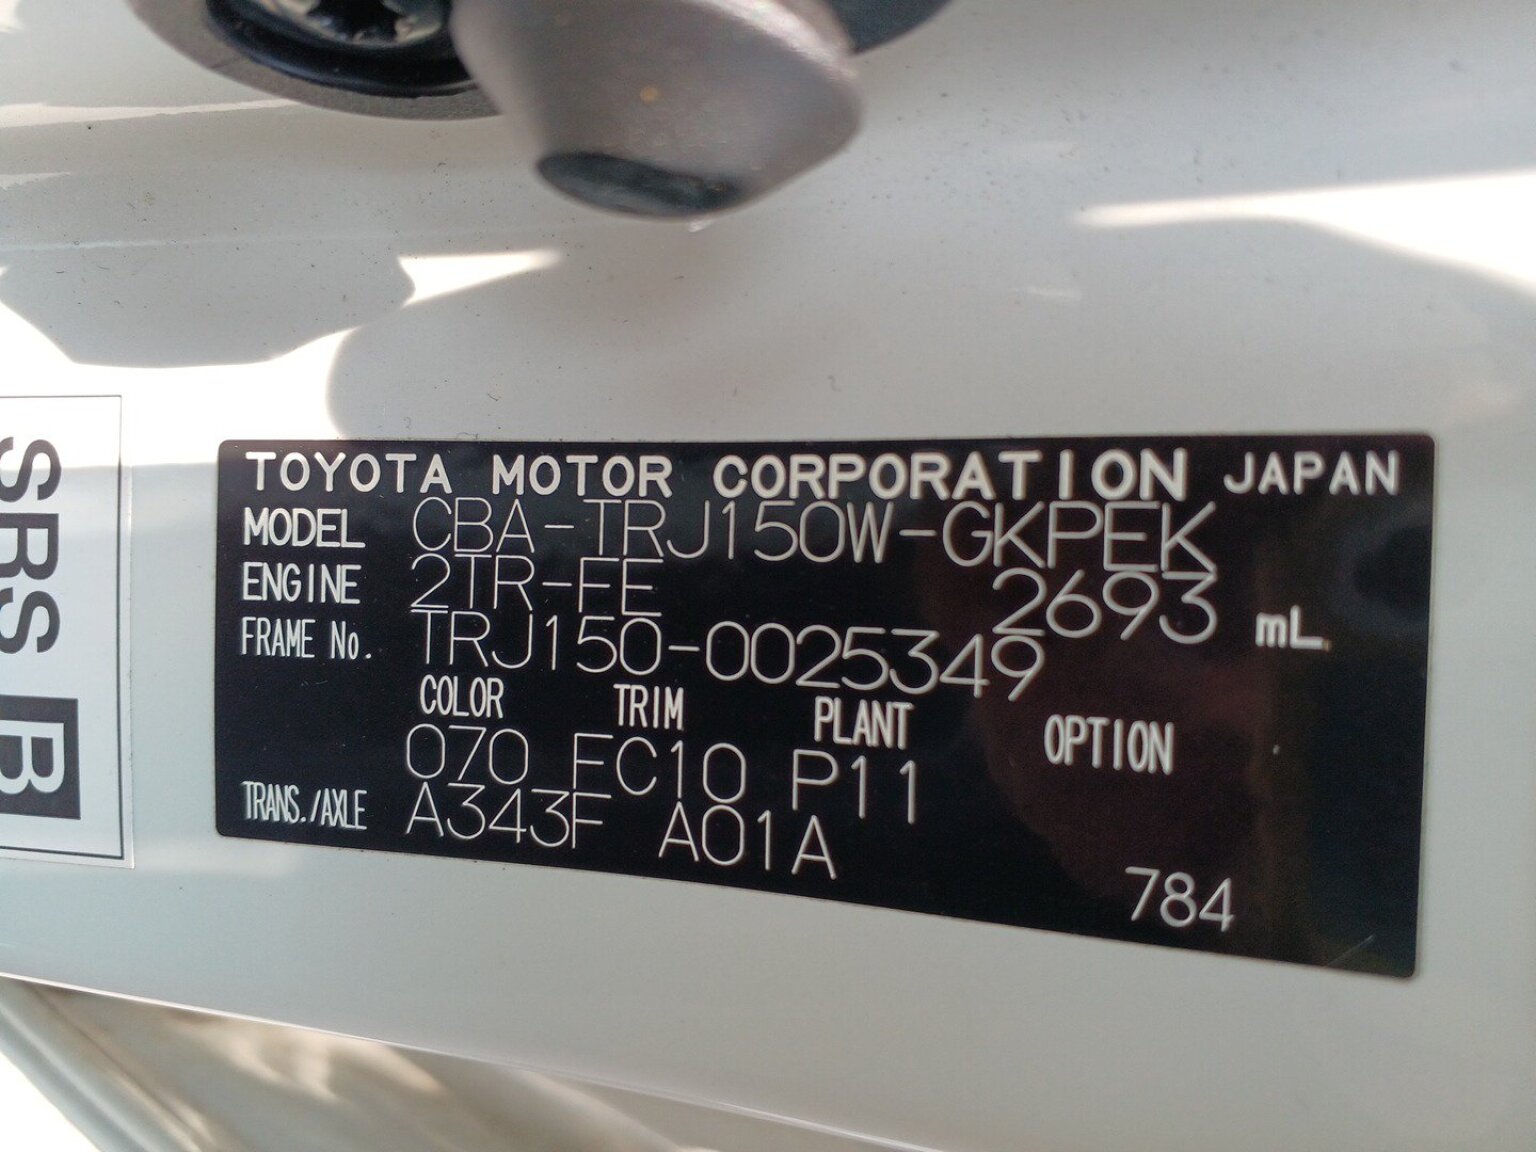 TOYOTA MOTOR CORPORATION JAPAN
MODEL CBA-TRJ150W-GKPEK
ENGINE 2TR-FE 2693 mL
FRAME No. TRJ150-0025349
COLOR TRIM PLANT OPTION
070 FC10 P11
TRANS./AXLE A343F A01A
784
SRS B